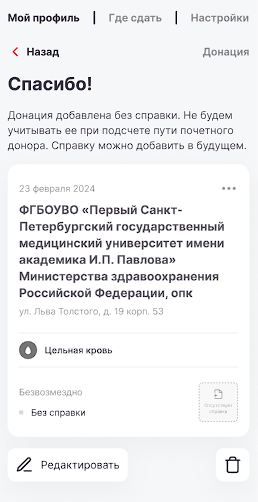 Мой профиль | Где сдать | Настройки
Назад Донация
Спасибо!
Донация добавлена без справки. Не будем
учитывать ее при подсчете пути почетного
донора. Справку можно добавить в будущем.
23 февраля 2024
ФГБОУВО «Первый Санкт-
Петербургский государственный
медицинский университет имени
академика И.П. Павлова»
Министерства здравоохранения
Российской Федерации, опк
ул. Льва Толстого, д. 19 корп. 53
Цельная кровь
Безвозмездно
Без справки
справка
Редактировать